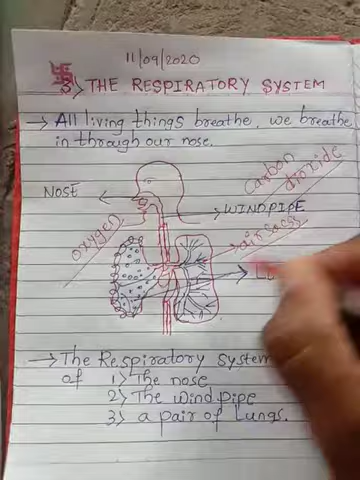 11/09/2020
3> THE RESPIRATORY SYSTEM
→ All living things breathe. we breathe
in through our nose.
NOSE
Carbon
dioxide
WINDPIPE
oxygen
air sacs
→ The Respiratory System
of 1> The nose
2> The wind pipe
3> a pair of Lungs.